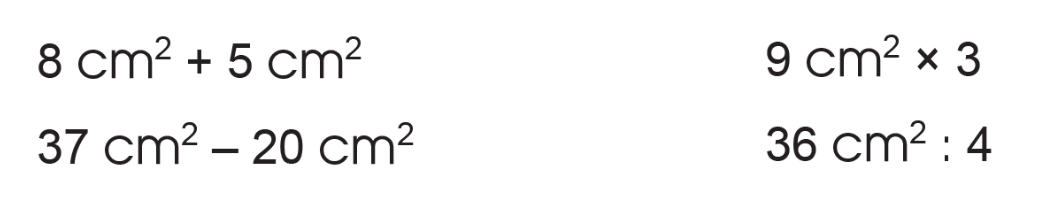 8 cm² + 5 cm²
37 cm² – 20 cm²
9 cm² × 3
36 cm² : 4